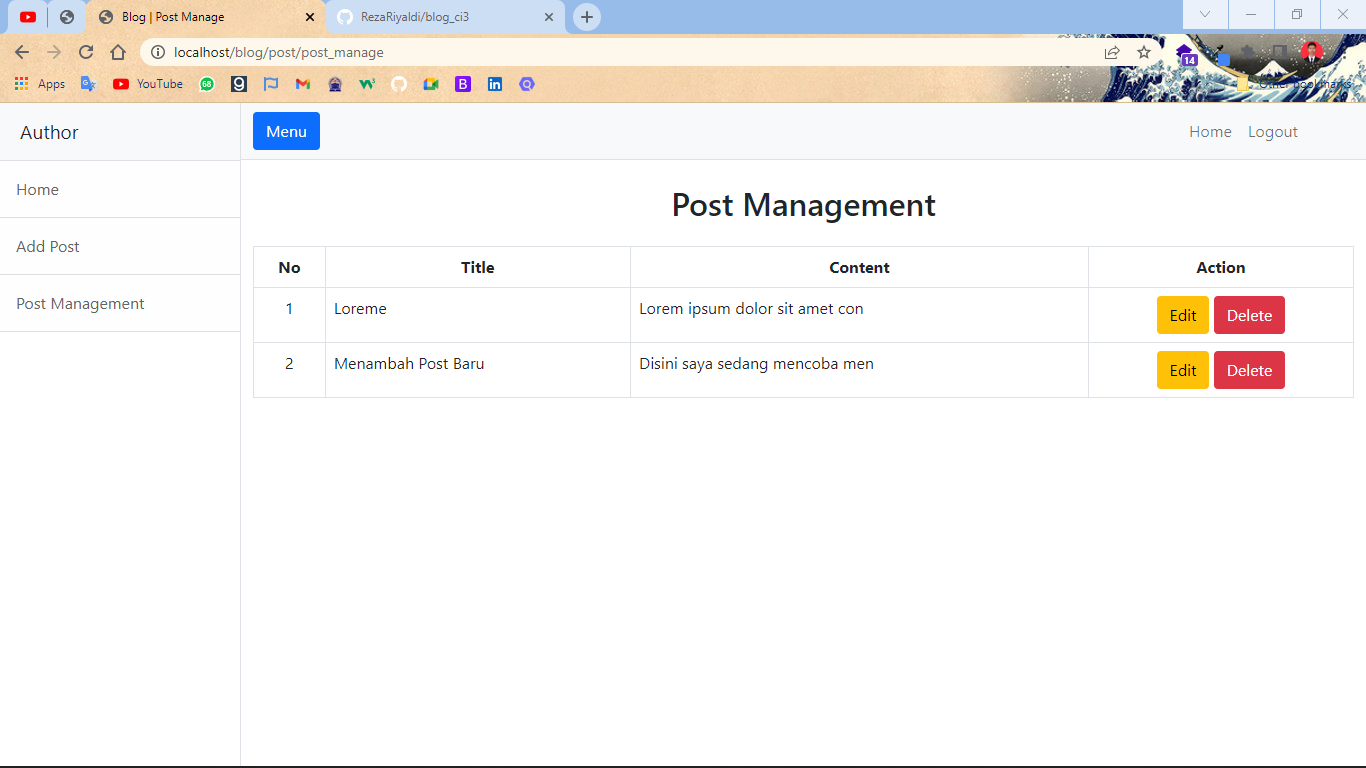 Blog | Post Manage
RezaRiyaldi/blog_ci3
localhost/blog/post/post_manage
14
Apps
YouTube
68
Other bookmarks
Author
Menu
Home
Logout
Home
Add Post
Post Management
Post Management
No Title Content Action
1 Loreme Lorem ipsum dolor sit amet con Edit Delete
2 Menambah Post Baru Disini saya sedang mencoba men Edit Delete